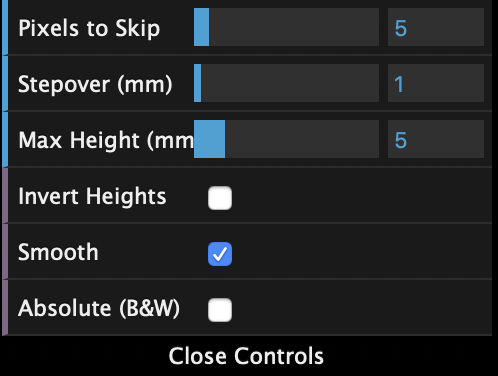 Pixels to Skip 5
Stepover (mm) 1
Max Height (mm 5
Invert Heights
Smooth
Absolute (B&W)
Close Controls